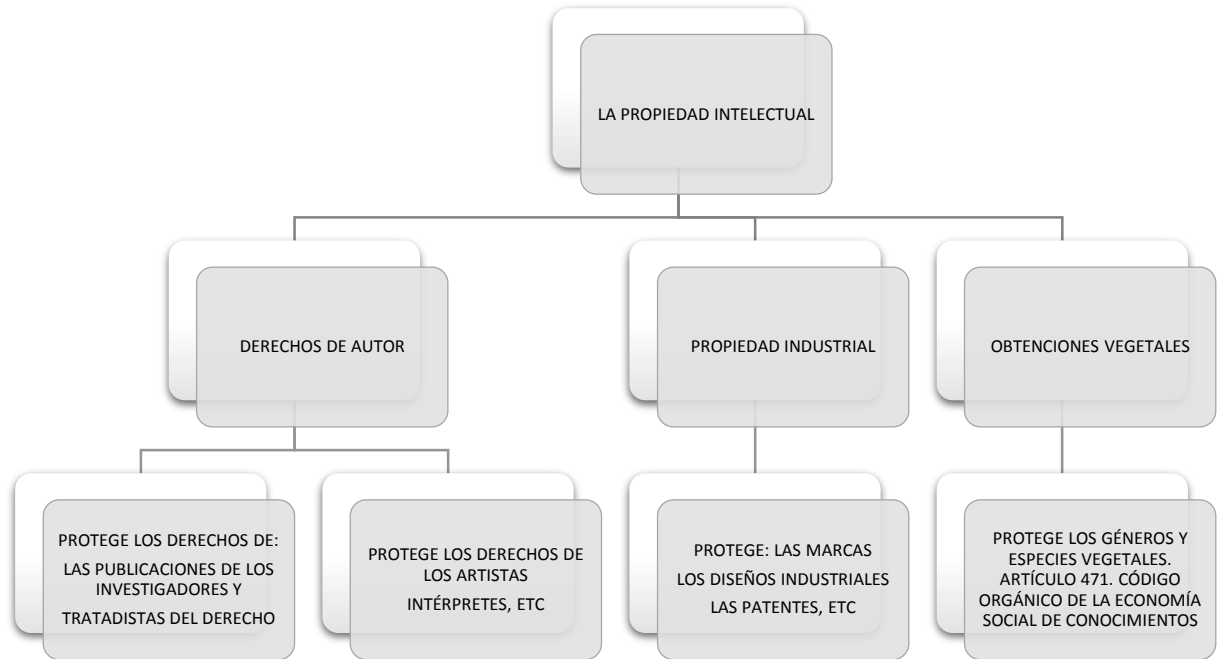 LA PROPIEDAD INTELECTUAL
DERECHOS DE AUTOR
PROPIEDAD INDUSTRIAL
OBTENCIONES VEGETALES
PROTEGE LOS DERECHOS DE:
LAS PUBLICACIONES DE LOS
INVESTIGADORES Y
TRATADISTAS DEL DERECHO
PROTEGE LOS DERECHOS DE
LOS ARTISTAS
INTÉRPRETES, ETC
PROTEGE: LAS MARCAS
LOS DISEÑOS INDUSTRIALES
LAS PATENTES, ETC
PROTEGE LOS GÉNEROS Y
ESPECIES VEGETALES.
ARTÍCULO 471. CÓDIGO
ORGÁNICO DE LA ECONOMÍA
SOCIAL DE CONOCIMIENTOS